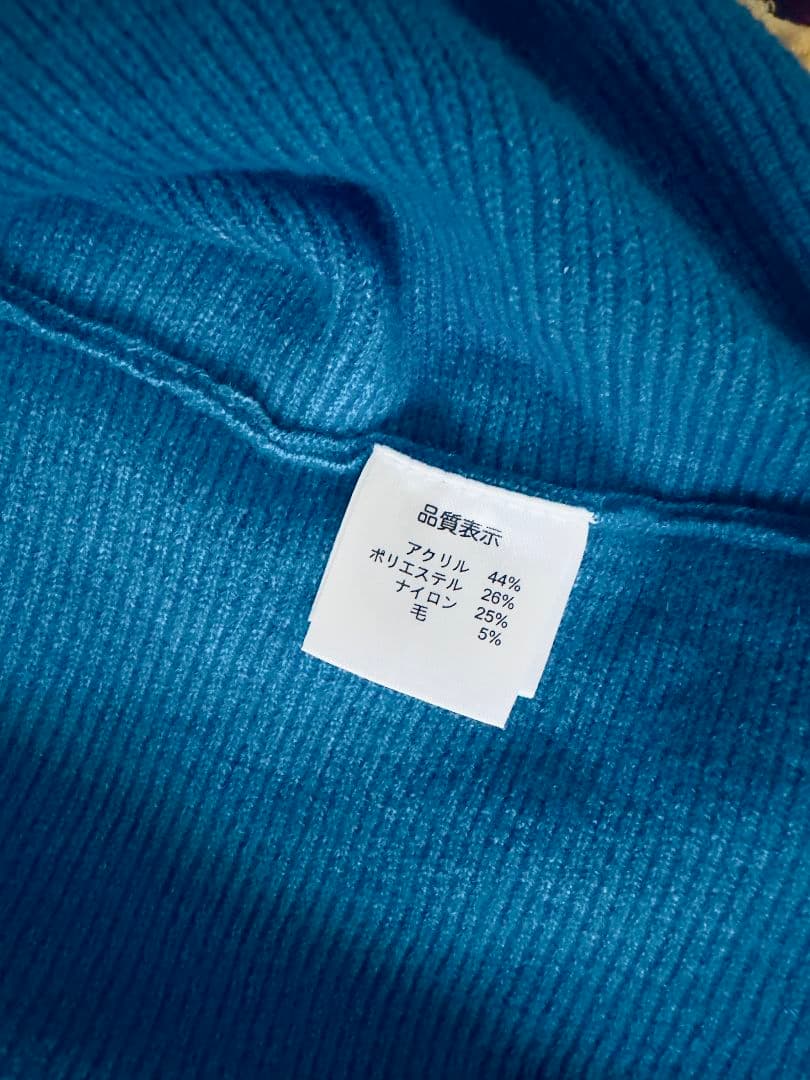 品質表示
アクリル 44%
ポリエステル 26%
ナイロン 25%
毛 5%